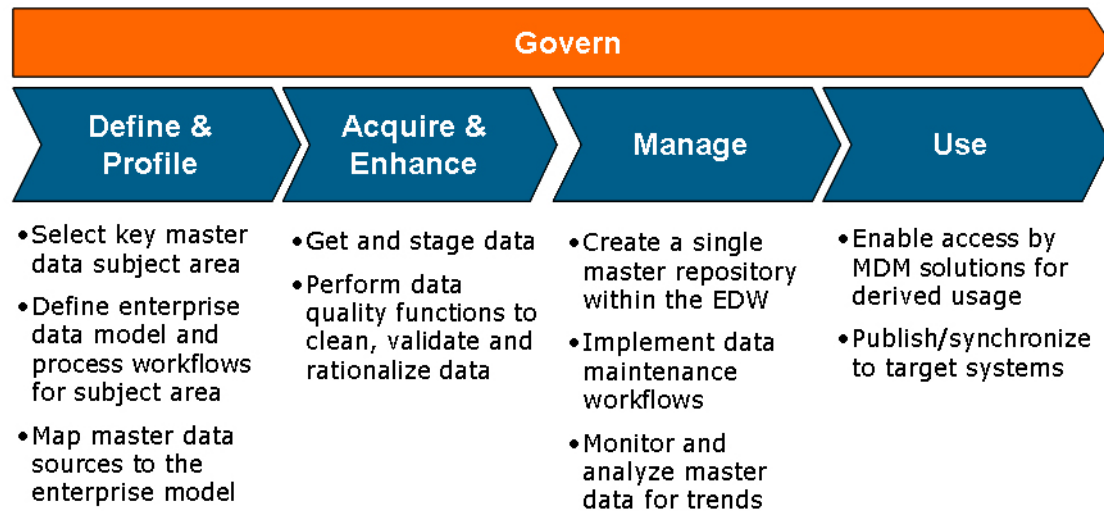 Govern
Define &
Profile
Acquire &
Enhance
Manage
Use
•Select key master
data subject area
•Define enterprise
data model and
process workflows
for subject area
•Map master data
sources to the
enterprise model
•Get and stage data
•Perform data
quality functions to
clean, validate and
rationalize data
•Create a single
master repository
within the EDW
•Implement data
maintenance
workflows
•Monitor and
analyze master
data for trends
•Enable access by
MDM solutions for
derived usage
•Publish/synchronize
to target systems